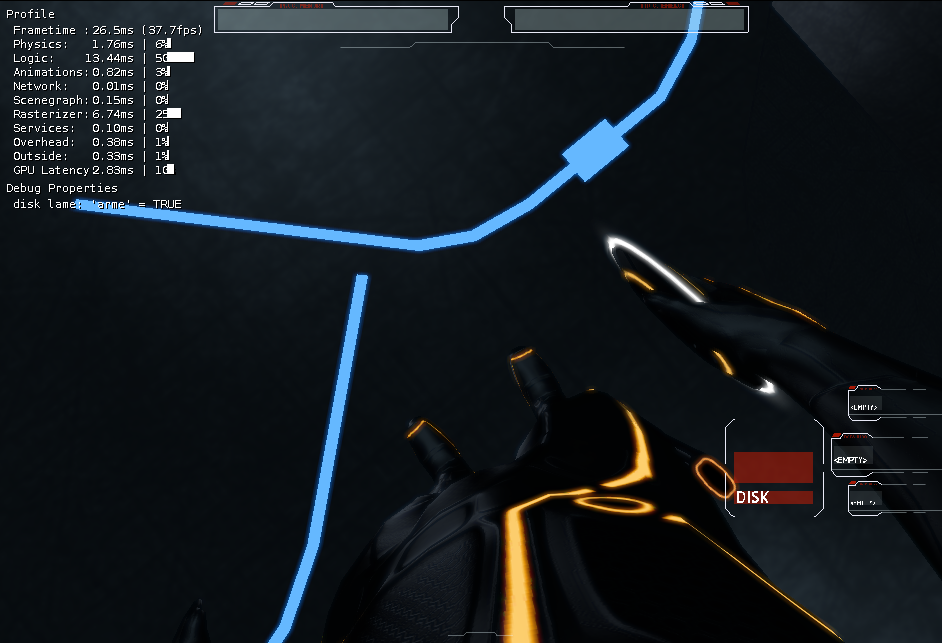 Profile
Frametime :26.5ms (37.7fps)
Physics: 1.76ms | 6%
Logic: 13.44ms | 50
Animations:0.82ms | 3%
Network: 0.01ms | 0%
Scenegraph:0.15ms | 0%
Rasterizer:6.74ms | 25
Services: 0.10ms | 0%
Overhead: 0.38ms | 1%
Outside: 0.33ms | 1%
GPU Latency 2.83ms | 10
Debug Properties
disk = TRUE
<EMPTY>
<EMPTY>
DISK